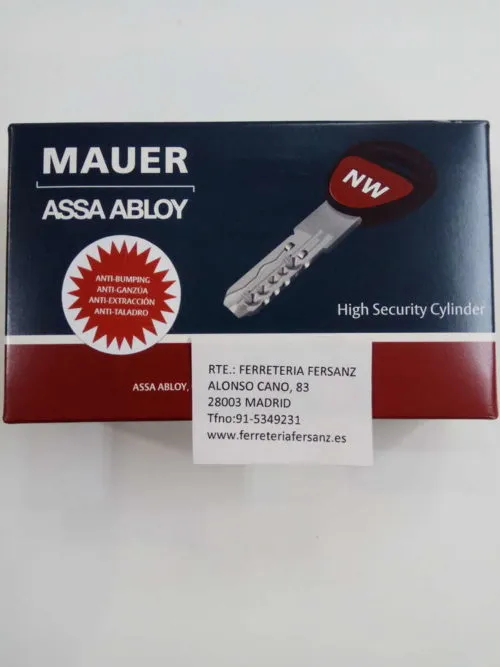 MAUER
ASSA ABLOY
NW
ANTI-BUMPING
ANTI-GANZÚA
ANTI-EXTRACCIÓN
ANTI-TALADRO
High Security Cylinder
ASSA ABLOY,
RTE.: FERRETERIA FERSANZ
ALONSO CANO, 83
28003 MADRID
Tfno:91-5349231
www.ferreteriafersanz.es